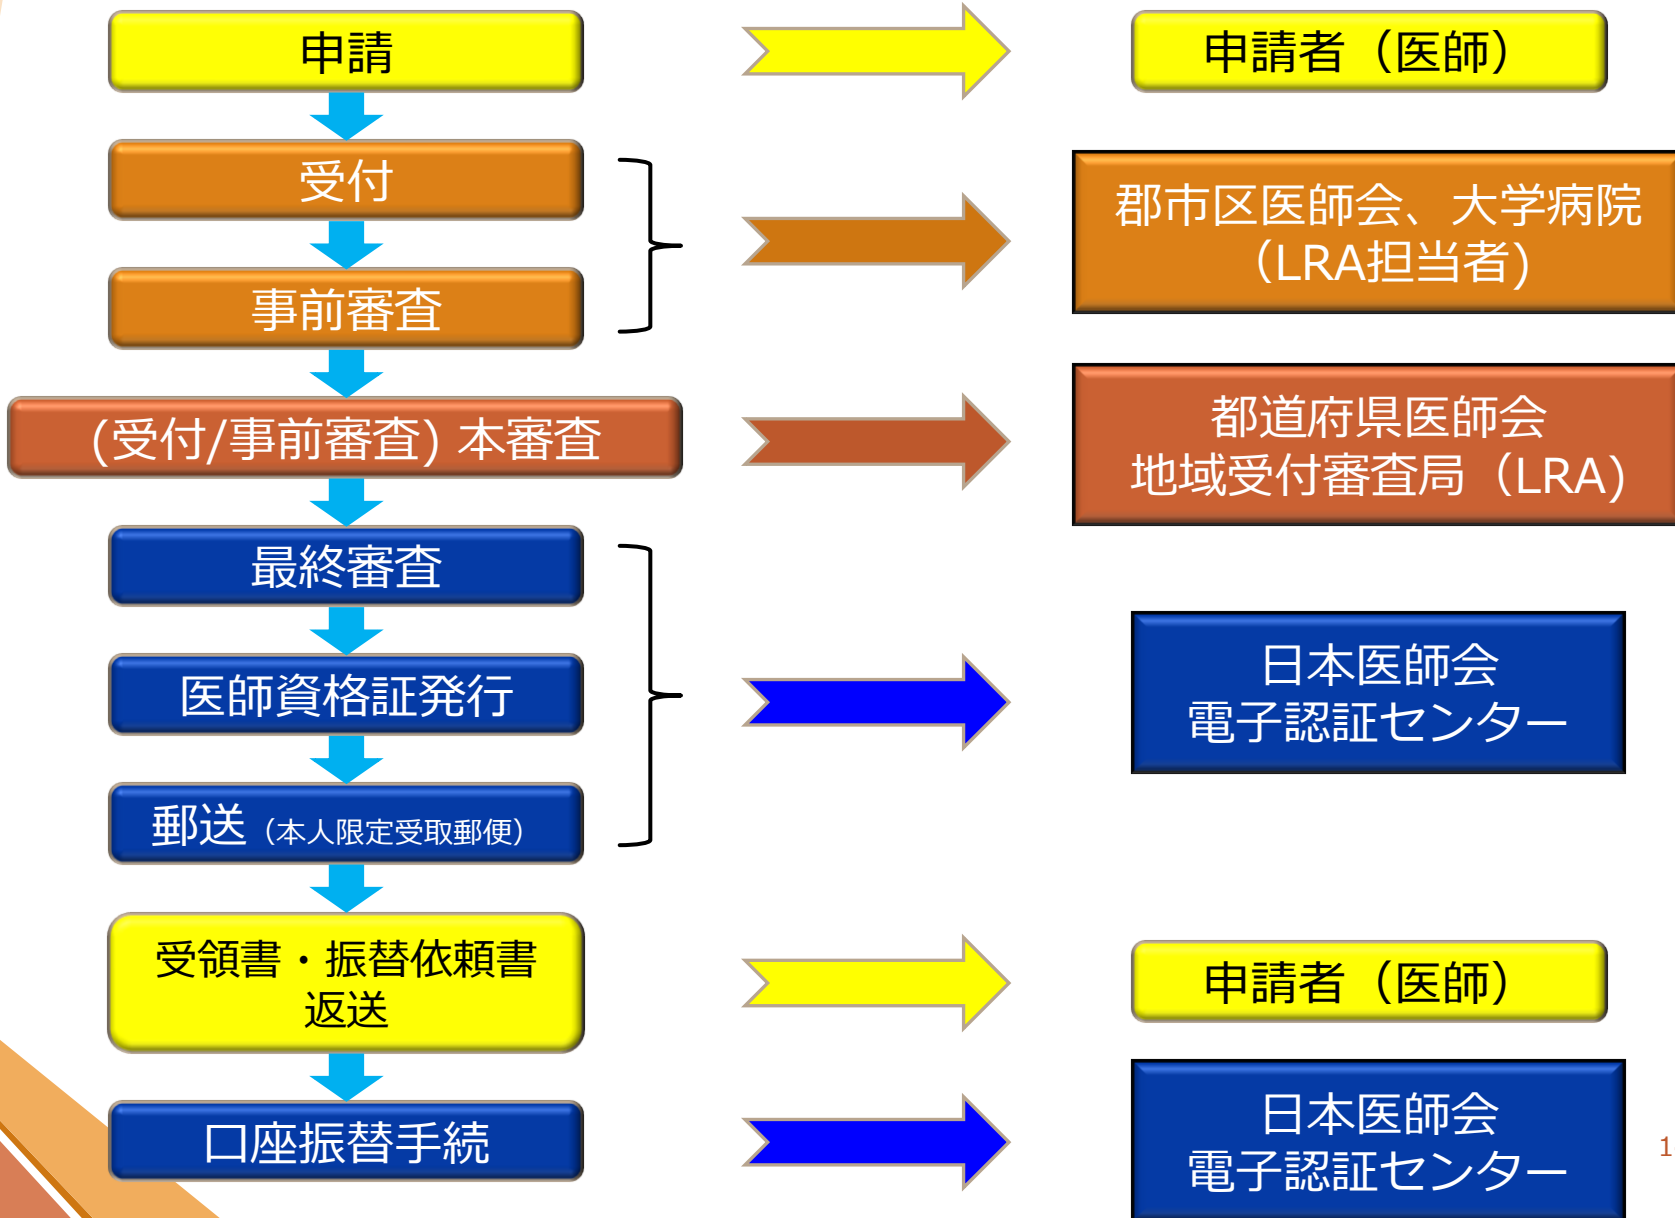 申請
申請者（医師）
受付
事前審査
郡市区医師会、大学病院
（LRA担当者)
(受付/事前審査) 本審査
都道府県医師会
地域受付審査局（LRA)
最終審査
医師資格証発行
郵送（本人限定受取郵便）
日本医師会
電子認証センター
受領書・振替依頼書
返送
申請者（医師）
口座振替手続
日本医師会
電子認証センター
1